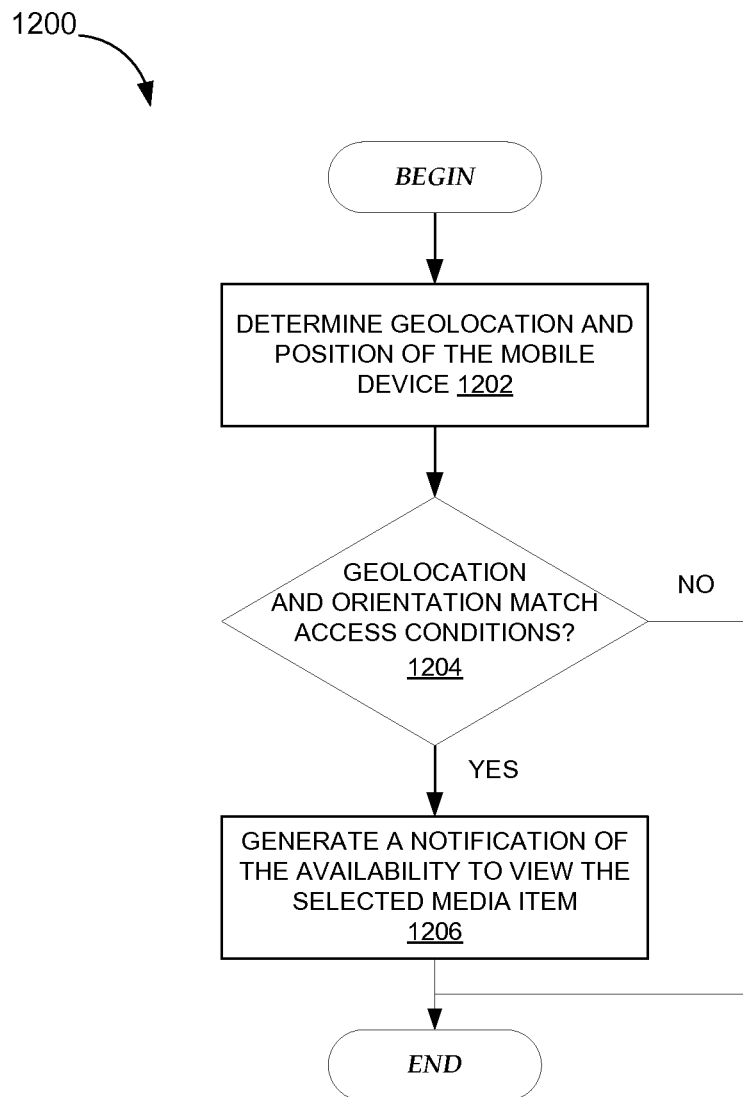 1200
BEGIN
DETERMINE GEOLOCATION AND
POSITION OF THE MOBILE
DEVICE 1202
GEOLOCATION
AND ORIENTATION MATCH
ACCESS CONDITIONS?
1204
NO
YES
GENERATE A NOTIFICATION OF
THE AVAILABILITY TO VIEW THE
SELECTED MEDIA ITEM
1206
END